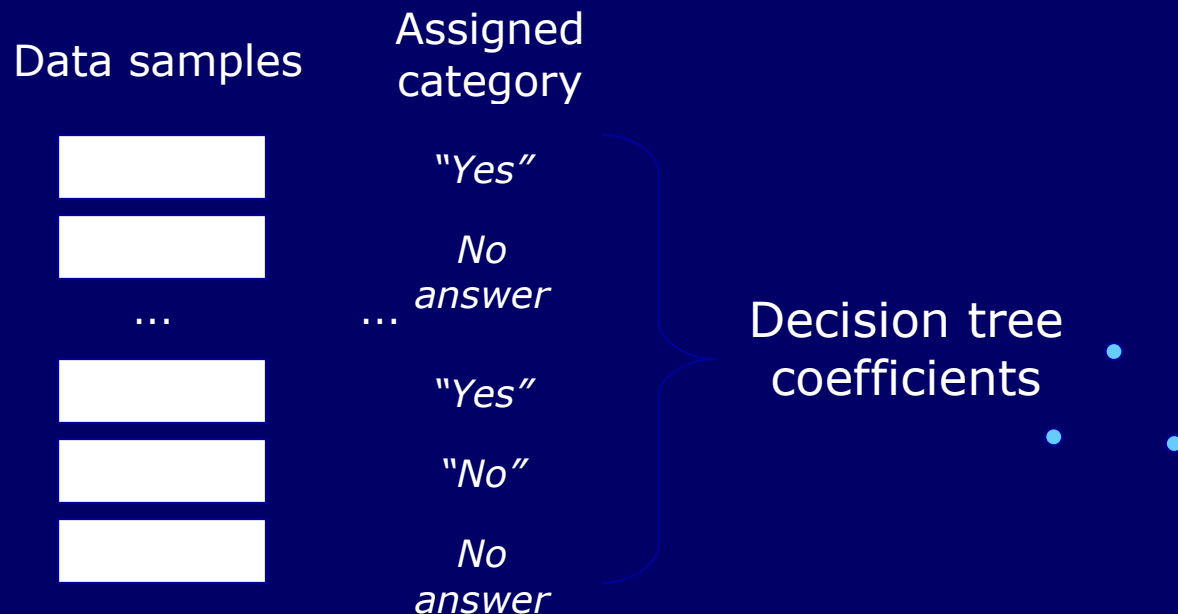 Data samples
Assigned
category
“Yes”
No
answer
... ...
“Yes”
“No”
No
answer
Decision tree
coefficients